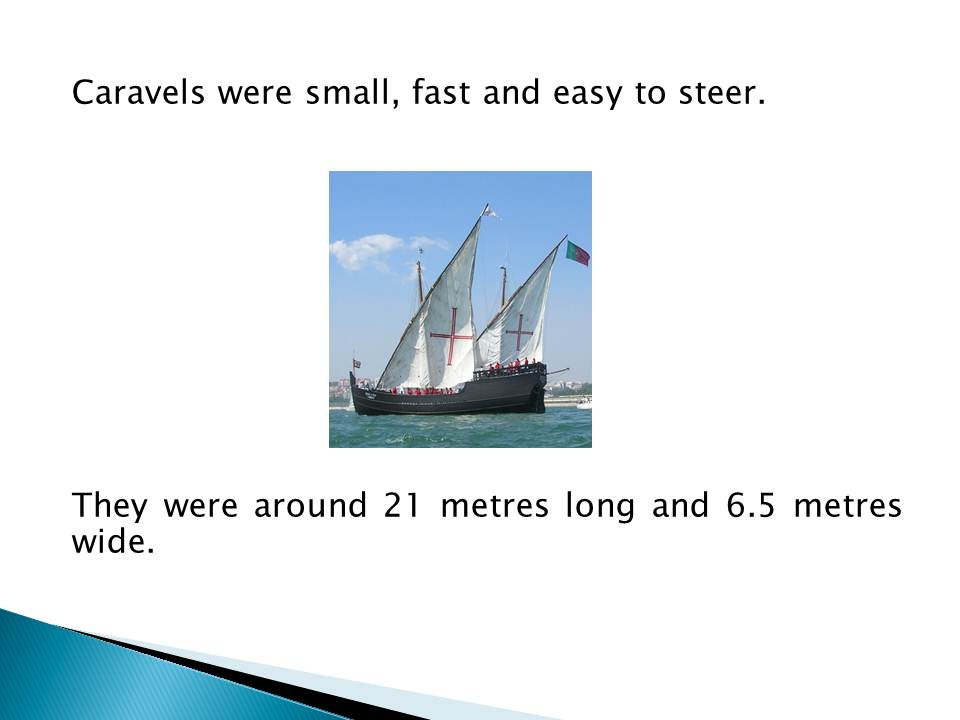 Caravels were small, fast and easy to steer.
They were around 21 metres long and 6.5 metres
wide.